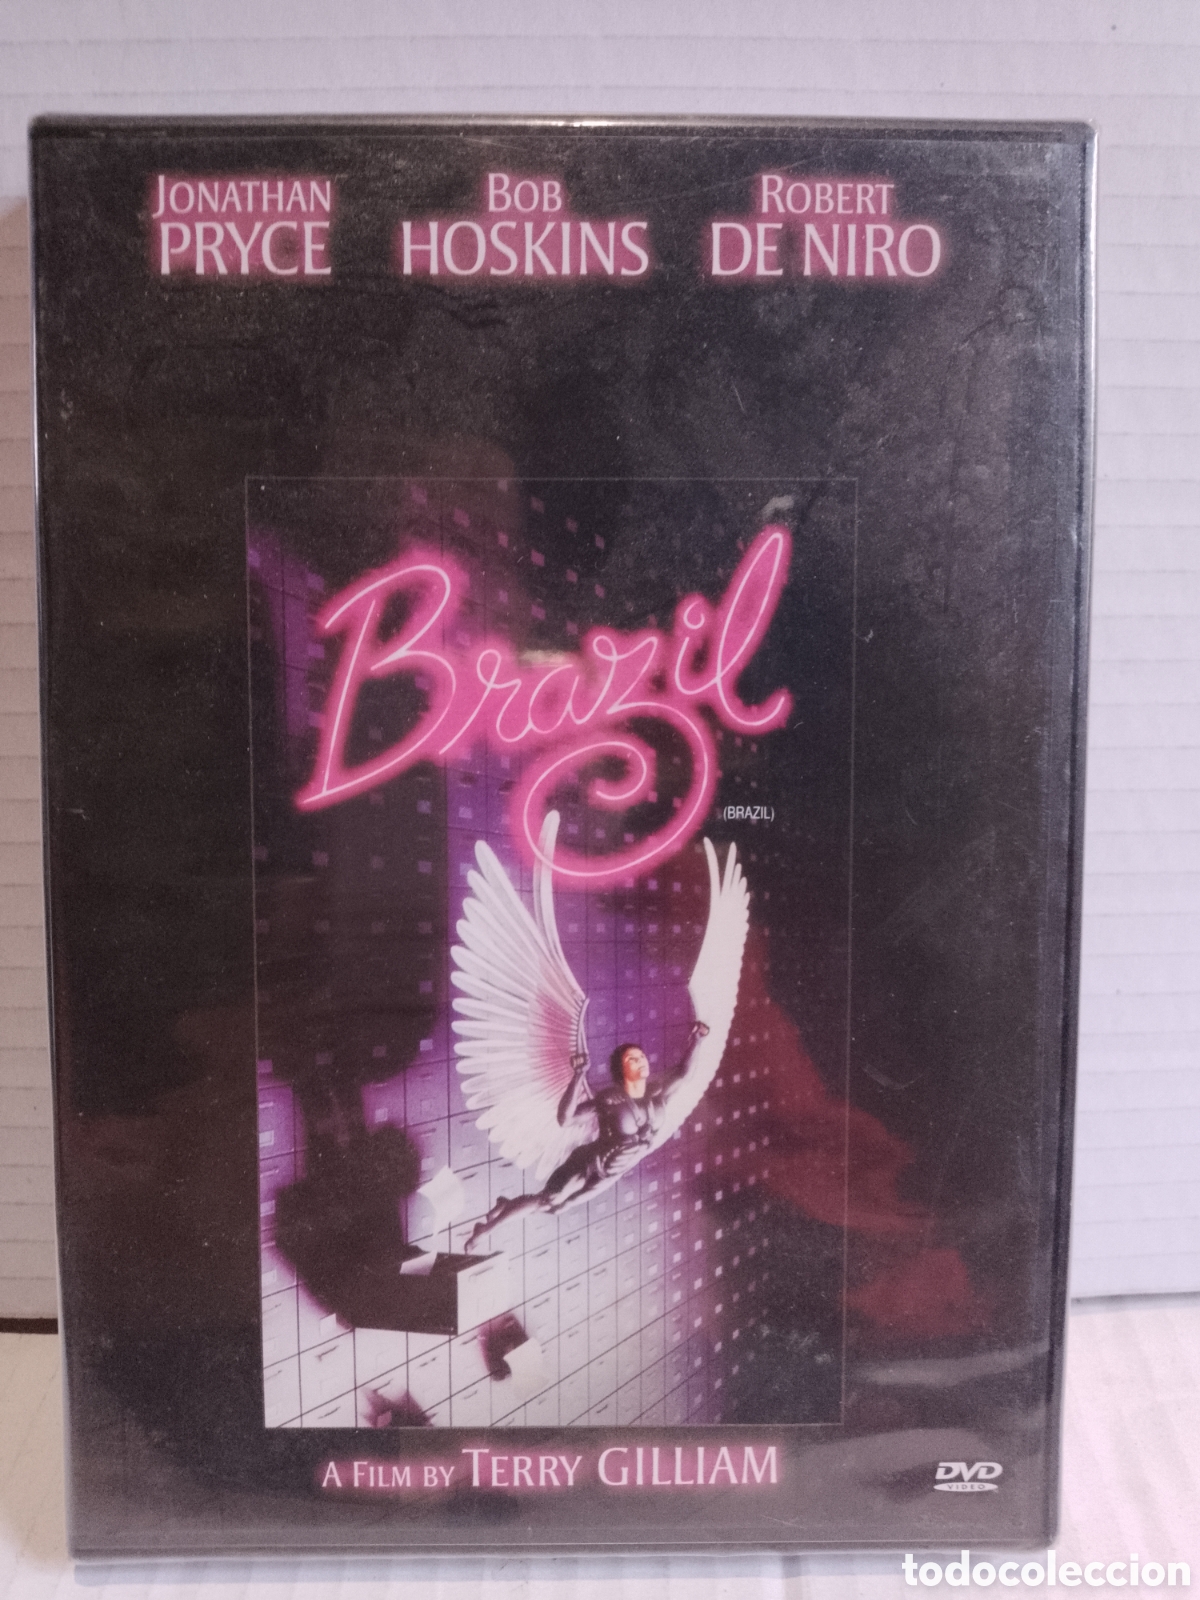 JONATHAN PRYCE
BOB HOSKINS
ROBERT DE NIRO
Brazil
(BRAZIL)
A FILM BY TERRY GILLIAM
DVD
VIDEO
todocoleccion